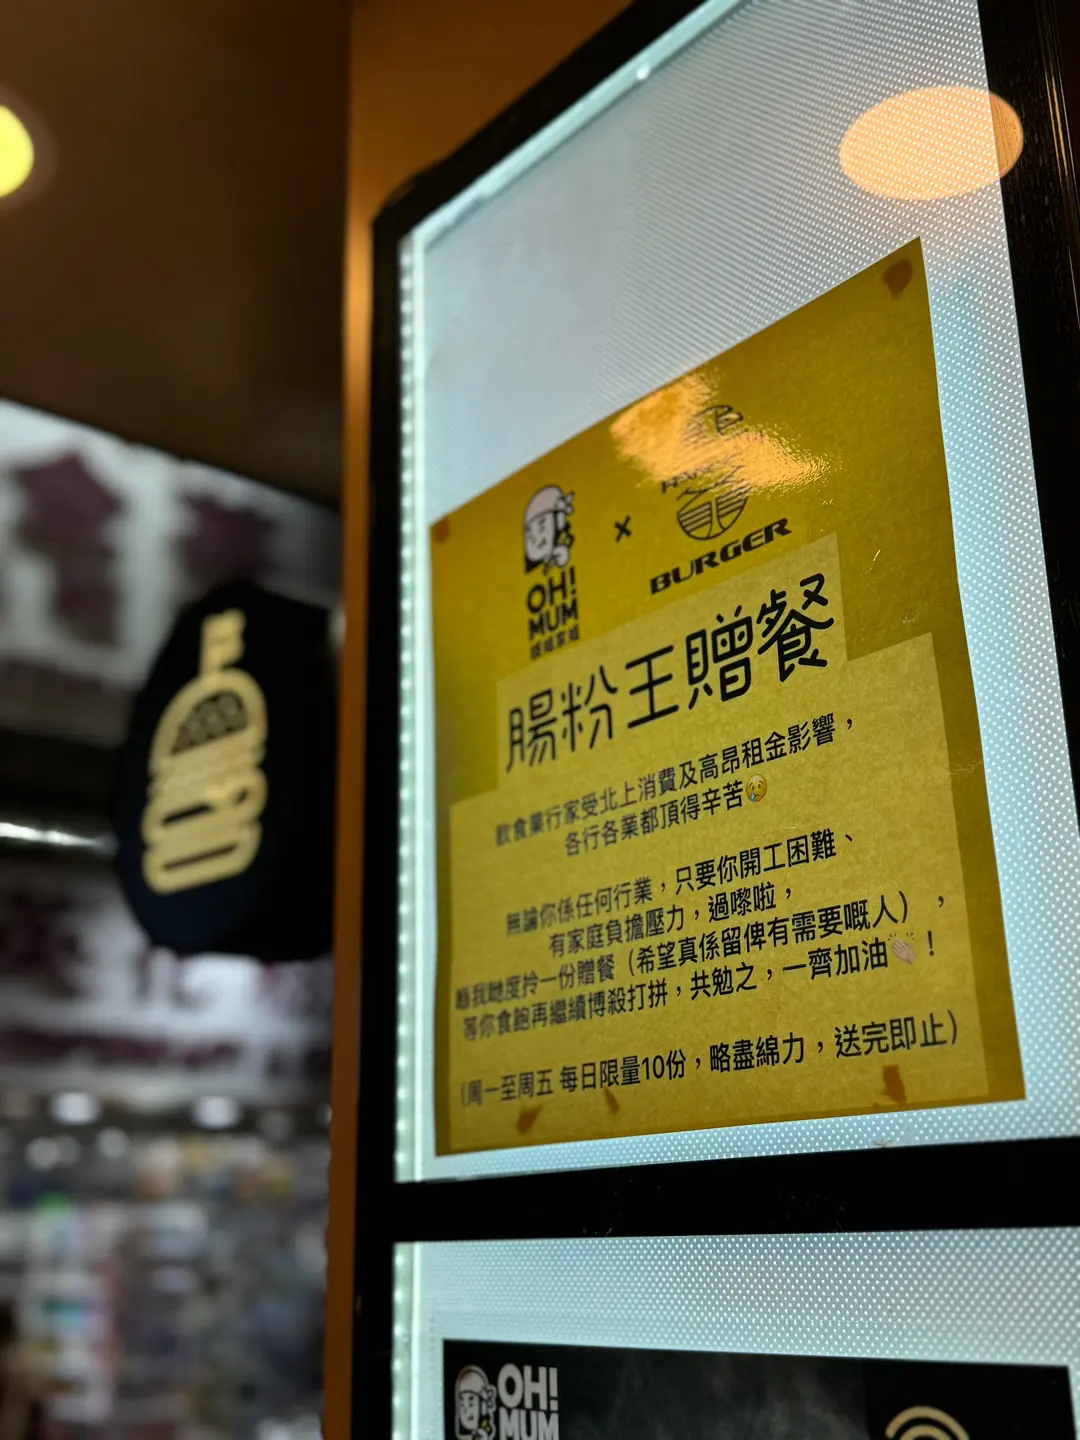 OH!
MUM
×
BURGER
腸粉王贈餐
飲食業行家受北上消費及高昂租金影響，
各行各業都頂得辛苦😢
無論你係任何行業，只要你開工困難、
有家庭負擔壓力，過嚟啦，
喺我哋度拎一份贈餐（希望真係留俾有需要嘅人），
等你食飽再繼續博殺打拼，共勉之，一齊加油👏🏻！
(周一至周五 每日限量10份，略盡綿力，送完即止)
OH!
MUM